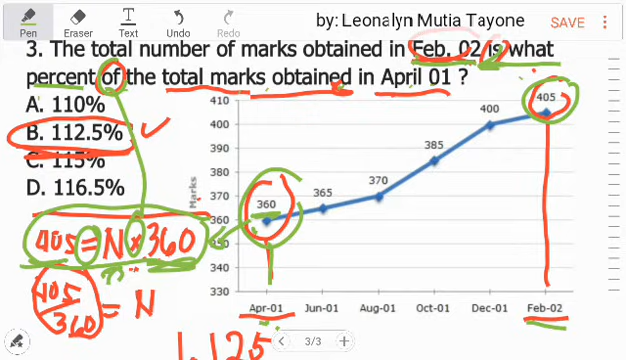 Pen Eraser Text Undo Redo by: Leonalyn Mutia Tayone SAVE
3. The total number of marks obtained in Feb. 02 is what
percent of the total marks obtained in April 01 ?
A. 110%
B. 112.5%
C. 115%
D. 116.5%
Marks
410
400
390
380
370
360
350
340
330
360
365
370
385
400
405
Apr-01 Jun-01 Aug-01 Oct-01 Dec-01 Feb-02
405 = N × 360
405/360 = N
1.125
3/3